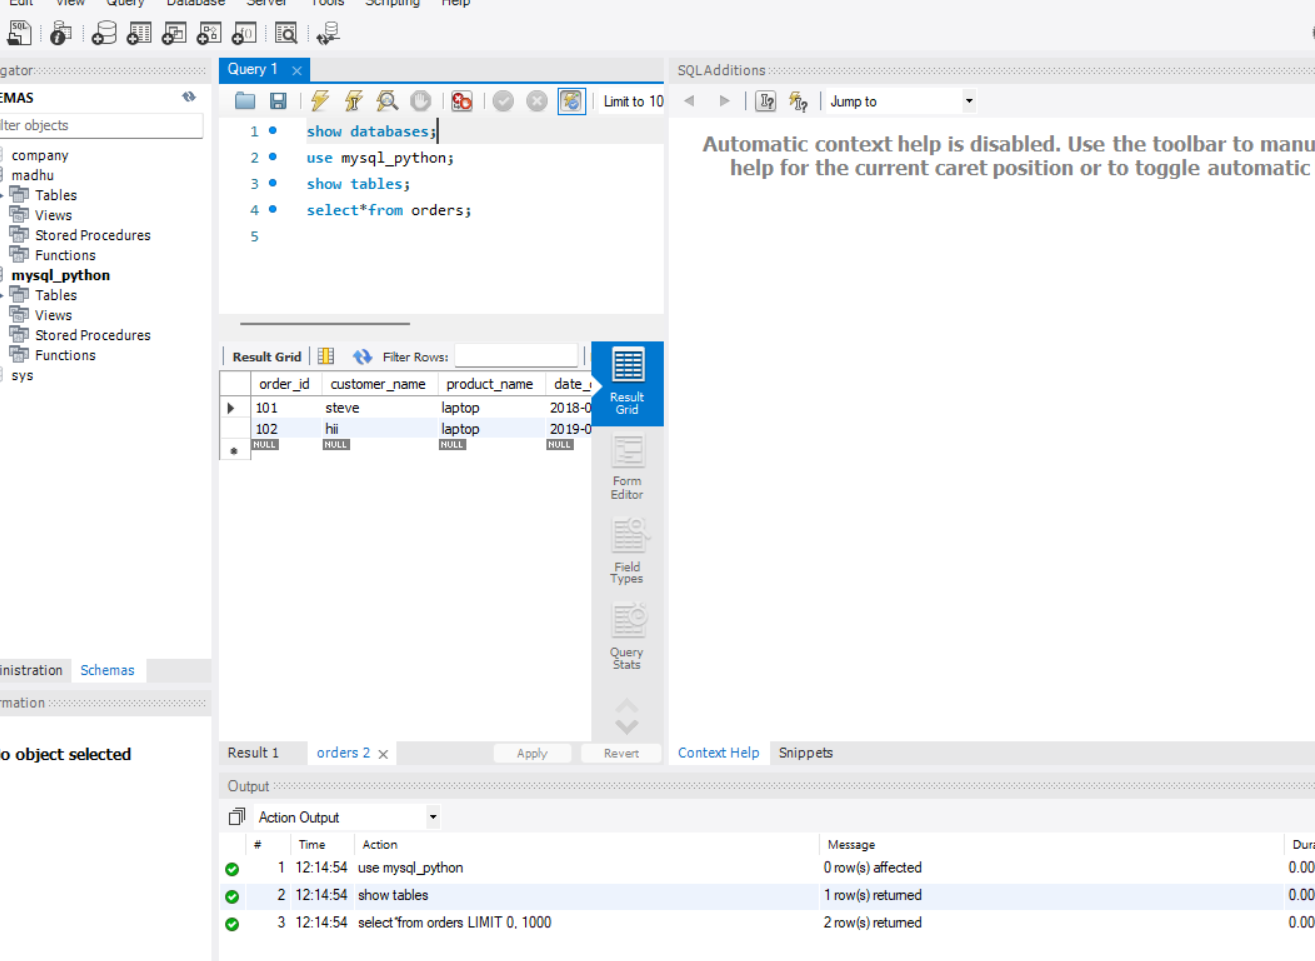 Edit View Query Database Server Tools Scripting Help
SQL
gator
Query 1 ×
SQLAdditions
EMAS
Limit to 10
Jump to
lter objects
1 show databases;
2 use mysql_python;
3 show tables;
4 select*from orders;
5
Automatic context help is disabled. Use the toolbar to manu
help for the current caret position or to toggle automatic
company
madhu
Tables
Views
Stored Procedures
Functions
mysql_python
Tables
Views
Stored Procedures
Functions
sys
Result Grid Filter Rows:
order_id customer_name product_name date_
101 steve laptop 2018-0
102 hii laptop 2019-0
NULL NULL NULL NULL
Result
Grid
Form
Editor
Field
Types
Query
Stats
inistration Schemas
rmation
o object selected
Result 1 orders 2 × Apply Revert
Context Help Snippets
Output
Action Output
# Time Action Message Dura
1 12:14:54 use mysql_python 0 row(s) affected 0.00
2 12:14:54 show tables 1 row(s) returned 0.00
3 12:14:54 select*from orders LIMIT 0, 1000 2 row(s) returned 0.00